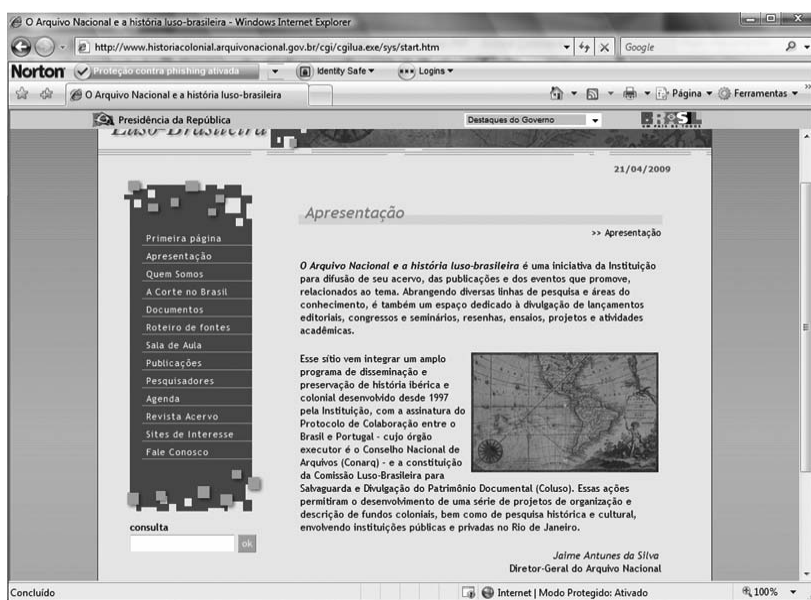 O Arquivo Nacional e a história luso-brasileira - Windows Internet Explorer
http://www.historiacolonial.arquivonacional.gov.br/cgi/cgilua.exe/sys/start.htm
Google
Norton
Proteção contra phishing ativada
Identity Safe
Logins
O Arquivo Nacional e a história luso-brasileira
Página
Ferramentas
Presidência da República
Destaques do Governo
BRASIL
UM PAÍS DE TODOS
Luso-Brasileira
21/04/2009
Primeira página
Apresentação
Quem Somos
A Corte no Brasil
Documentos
Roteiro de fontes
Sala de Aula
Publicações
Pesquisadores
Agenda
Revista Acervo
Sites de Interesse
Fale Conosco
consulta
ok
Apresentação
>> Apresentação
O Arquivo Nacional e a história luso-brasileira é uma iniciativa da Instituição
para difusão de seu acervo, das publicações e dos eventos que promove,
relacionados ao tema. Abrangendo diversas linhas de pesquisa e áreas do
conhecimento, é também um espaço dedicado à divulgação de lançamentos
editoriais, congressos e seminários, resenhas, ensaios, projetos e atividades
acadêmicas.
Esse sítio vem integrar um amplo
programa de disseminação e
preservação de história ibérica e
colonial desenvolvido desde 1997
pela Instituição, com a assinatura do
Protocolo de Colaboração entre o
Brasil e Portugal - cujo órgão
executor é o Conselho Nacional de
Arquivos (Conarq) - e a constituição
da Comissão Luso-Brasileira para
Salvaguarda e Divulgação do Patrimônio Documental (Coluso). Essas ações
permitiram o desenvolvimento de uma série de projetos de organização e
descrição de fundos coloniais, bem como de pesquisa histórica e cultural,
envolvendo instituições públicas e privadas no Rio de Janeiro.
Jaime Antunes da Silva
Diretor-Geral do Arquivo Nacional
Concluído
Internet | Modo Protegido: Ativado
100%